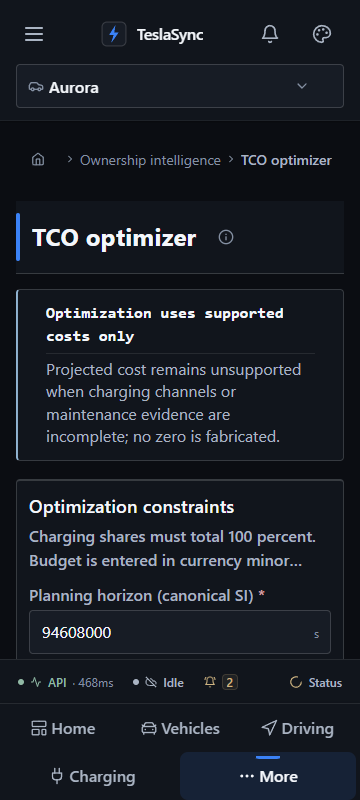 TeslaSync
Aurora
Ownership intelligence > TCO optimizer
TCO optimizer
Optimization uses supported
costs only
Projected cost remains unsupported
when charging channels or
maintenance evidence are
incomplete; no zero is fabricated.
Optimization constraints
Charging shares must total 100 percent.
Budget is entered in currency minor...
Planning horizon (canonical SI) *
94608000 s
API · 468ms Idle 2 Status
Home Vehicles Driving
Charging More